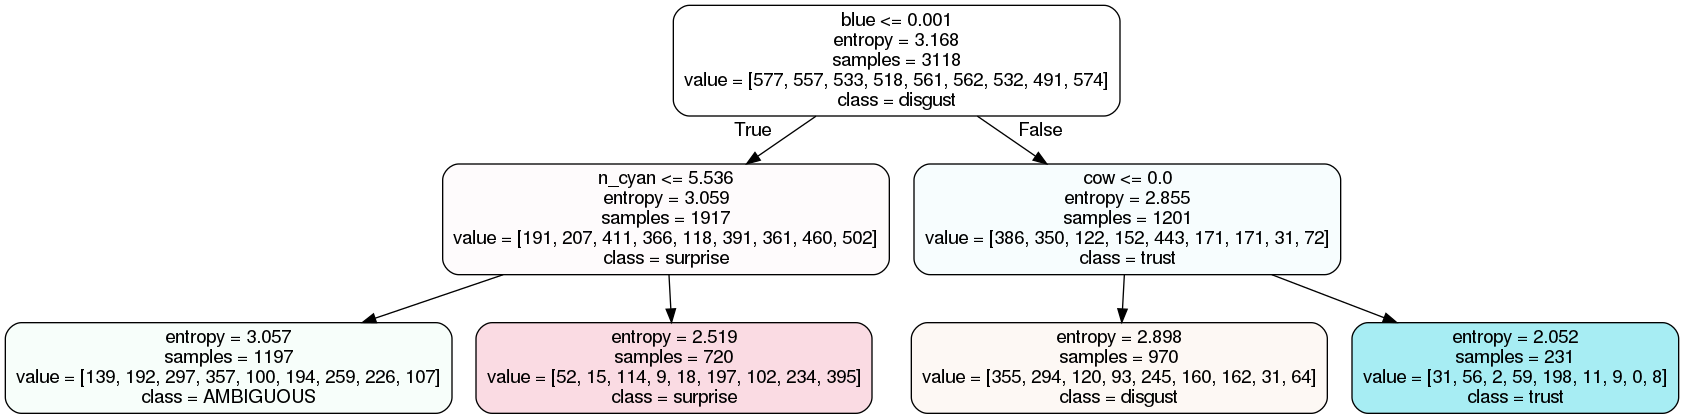 blue <= 0.001
entropy = 3.168
samples = 3118
value = [577, 557, 533, 518, 561, 562, 532, 491, 574]
class = disgust
True
False
n_cyan <= 5.536
entropy = 3.059
samples = 1917
value = [191, 207, 411, 366, 118, 391, 361, 460, 502]
class = surprise
cow <= 0.0
entropy = 2.855
samples = 1201
value = [386, 350, 122, 152, 443, 171, 171, 31, 72]
class = trust
entropy = 3.057
samples = 1197
value = [139, 192, 297, 357, 100, 194, 259, 226, 107]
class = AMBIGUOUS
entropy = 2.519
samples = 720
value = [52, 15, 114, 9, 18, 197, 102, 234, 395]
class = surprise
entropy = 2.898
samples = 970
value = [355, 294, 120, 93, 245, 160, 162, 31, 64]
class = disgust
entropy = 2.052
samples = 231
value = [31, 56, 2, 59, 198, 11, 9, 0, 8]
class = trust